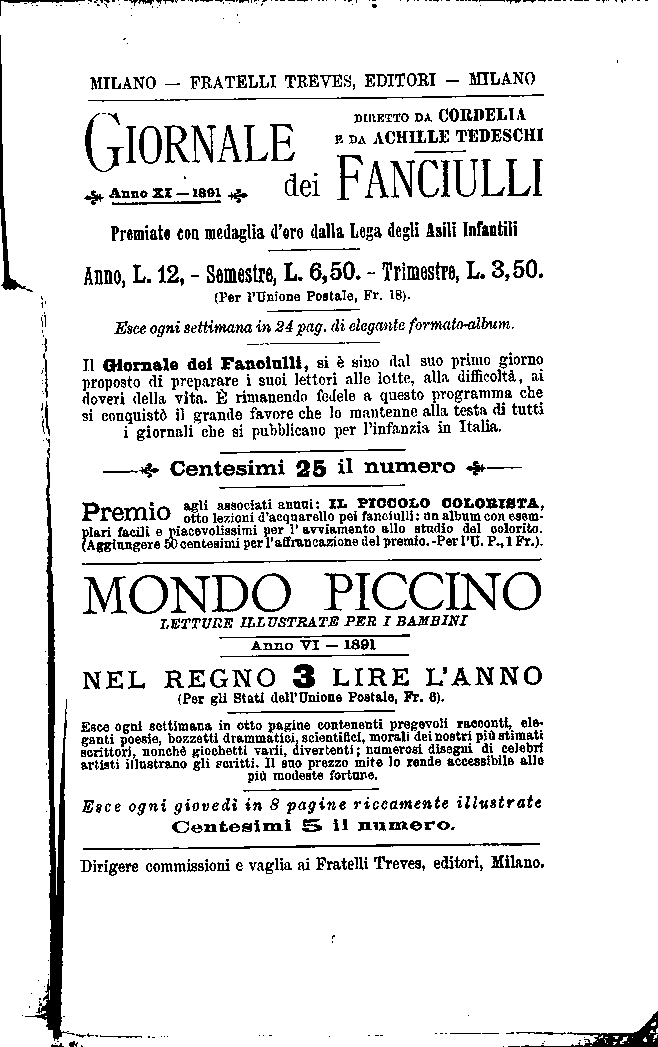 MILANO — FRATELLI TREVES, EDITORI — MILANO
GIORNALE
DIRETTO DA CORDELIA
E DA ACHILLE TEDESCHI
Anno XI — 1891
dei FANCIULLI
Premiato con medaglia d'oro dalla Lega degli Asili Infantili
Anno, L. 12, - Semestre, L. 6,50. - Trimestre, L. 3,50.
(Per l'Unione Postale, Fr. 18).
Esce ogni settimana in 24 pag. di elegante formato-album.
Il Giornale dei Fanciulli, si è sino dal suo primo giorno
proposto di preparare i suoi lettori alle lotte, alla difficoltà, ai
doveri della vita. È rimanendo fedele a questo programma che
si conquistò il grande favore che lo mantenne alla testa di tutti
i giornali che si pubblicano per l'infanzia in Italia.
Centesimi 25 il numero
Premio agli associati annui: IL PICCOLO COLORISTA,
otto lezioni d'acquarello pei fanciulli: un album con esem-
plari facili e piacevolissimi per l'avviamento allo studio del colorito.
(Aggiungere 50 centesimi per l'affrancazione del premio. - Per l'U. P., 1 Fr.).
MONDO PICCINO
LETTURE ILLUSTRATE PER I BAMBINI
Anno VI — 1891
NEL REGNO 3 LIRE L'ANNO
(Per gli Stati dell'Unione Postale, Fr. 6).
Esce ogni settimana in otto pagine contenenti pregevoli racconti, ele-
ganti poesie, bozzetti drammatici, scientifici, morali dei nostri più stimati
scrittori, nonchè giochetti varii, divertenti; numerosi disegni di celebri
artisti illustrano gli scritti. Il suo prezzo mite lo rende accessibile alle
più modeste fortune.
Esce ogni giovedì in 8 pagine riccamente illustrate
Centesimi 5 il numero.
Dirigere commissioni e vaglia ai Fratelli Treves, editori, Milano.